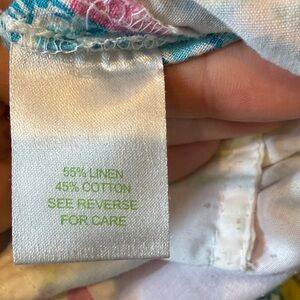 55% LINEN
45% COTTON
SEE REVERSE
FOR CARE